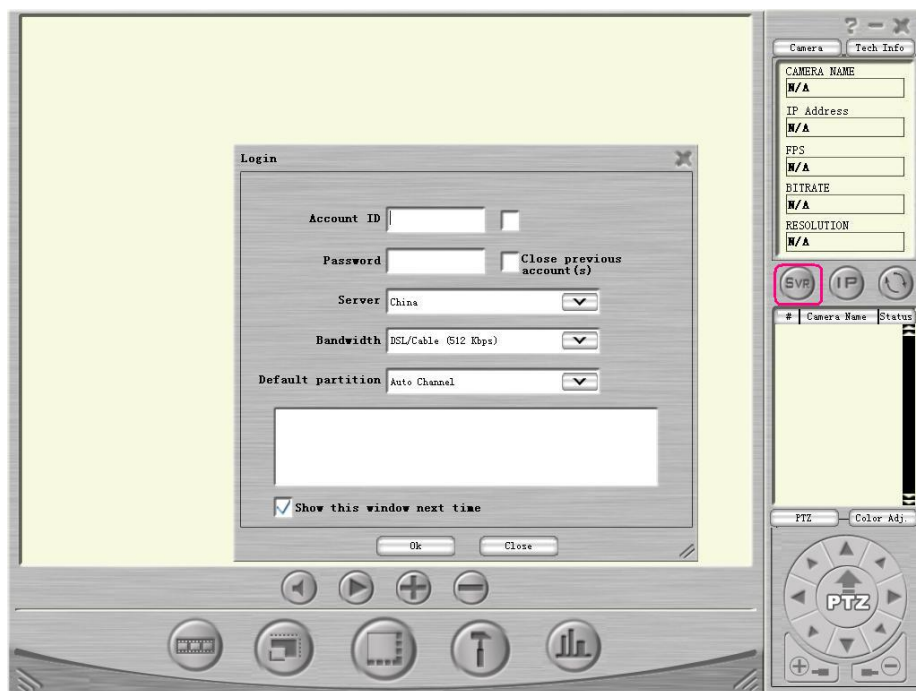 ?
Camera
Tech Info
CAMERA NAME
N/A
IP Address
N/A
FPS
N/A
BITRATE
N/A
RESOLUTION
N/A
SVR
IP
# Camera Name Status
Login
Account ID
Password
Close previous
account(s)
Server China
Bandwidth DSL/Cable (512 Kbps)
Default partition Auto Channel
Show this window next time
Ok
Close
PTZ
Color Adj.
PTZ